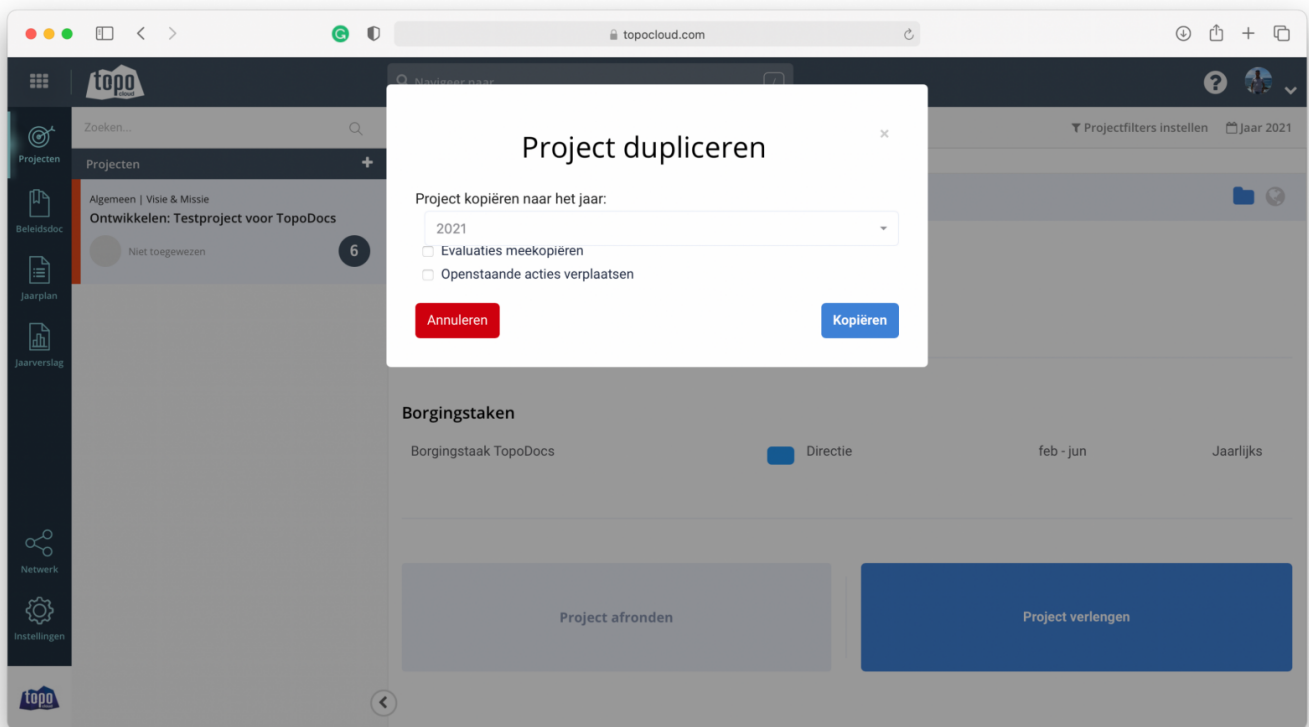 topocloud.com
topo
cloud
Navigeer naar
/
?
Projecten
Zoeken...
Projectfilters instellen
Jaar 2021
Projecten +
Algemeen | Visie & Missie
Ontwikkelen: Testproject voor TopoDocs
Niet toegewezen
6
Beleidsdoc
Jaarplan
Jaarverslag
Netwerk
Instellingen
topo
cloud
Project dupliceren
×
Project kopiëren naar het jaar:
2021
Evaluaties meekopiëren
Openstaande acties verplaatsen
Annuleren
Kopiëren
Borgingstaken
Borgingstaak TopoDocs Directie feb - jun Jaarlijks
Project afronden
Project verlengen